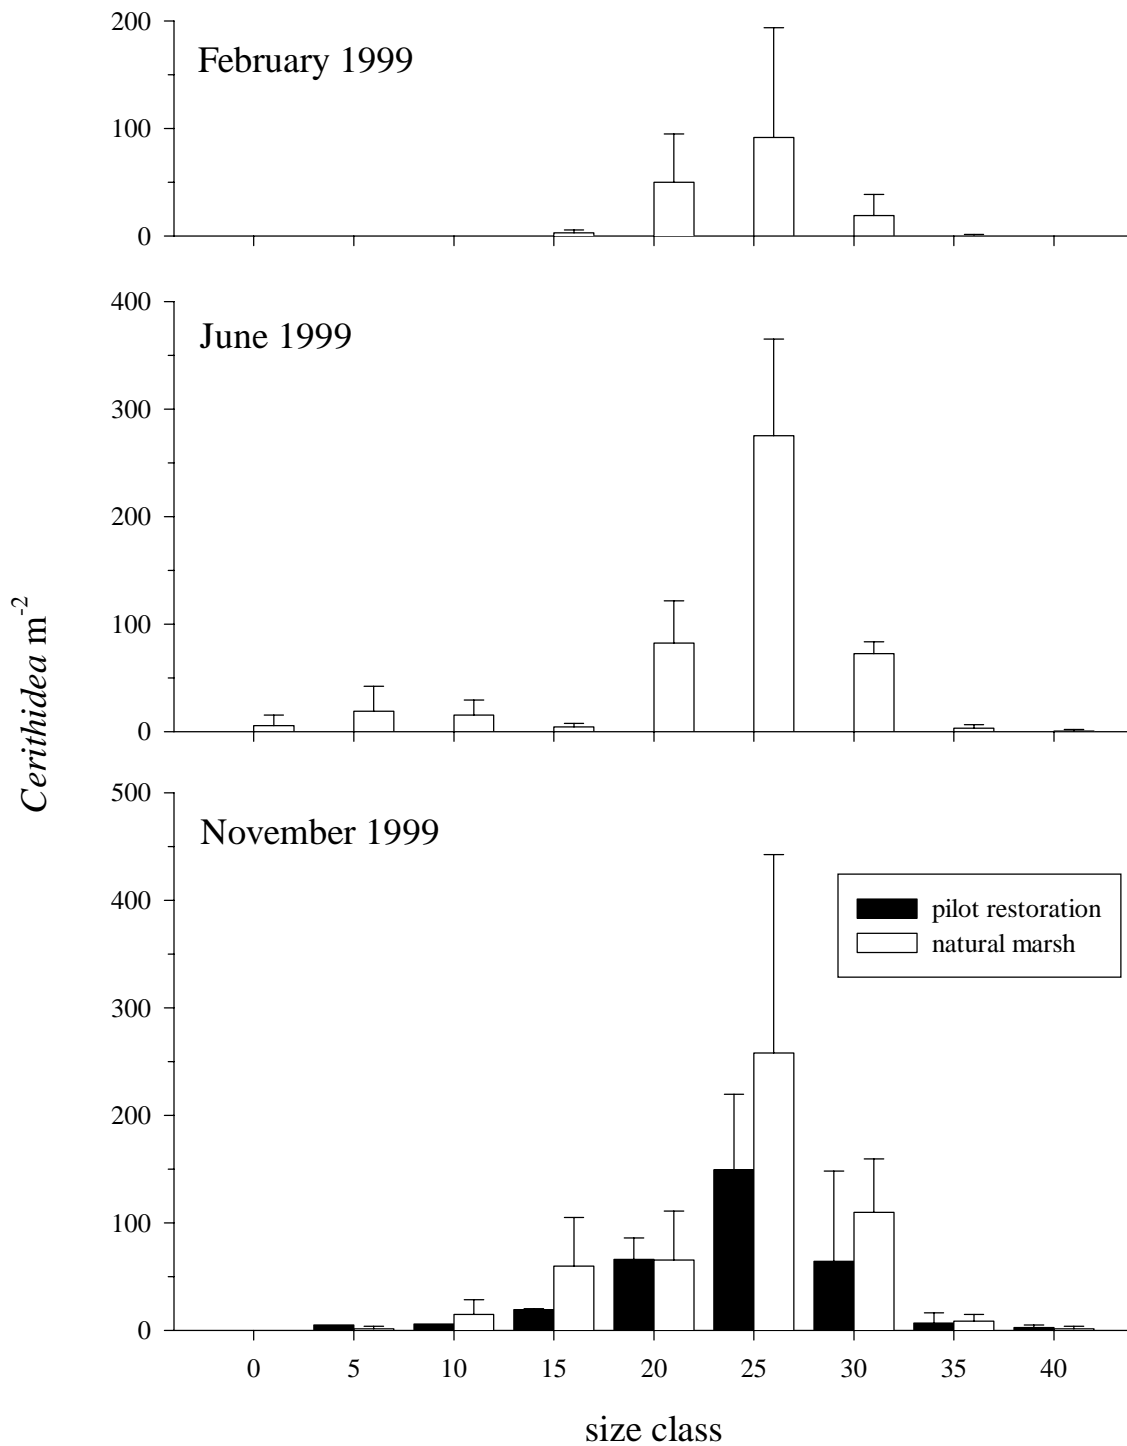 200
February 1999
100
0
400
June 1999
300
200
100
0
Cerithidea m-2
500
November 1999
400
pilot restoration
natural marsh
300
200
100
0
0 5 10 15 20 25 30 35 40
size class